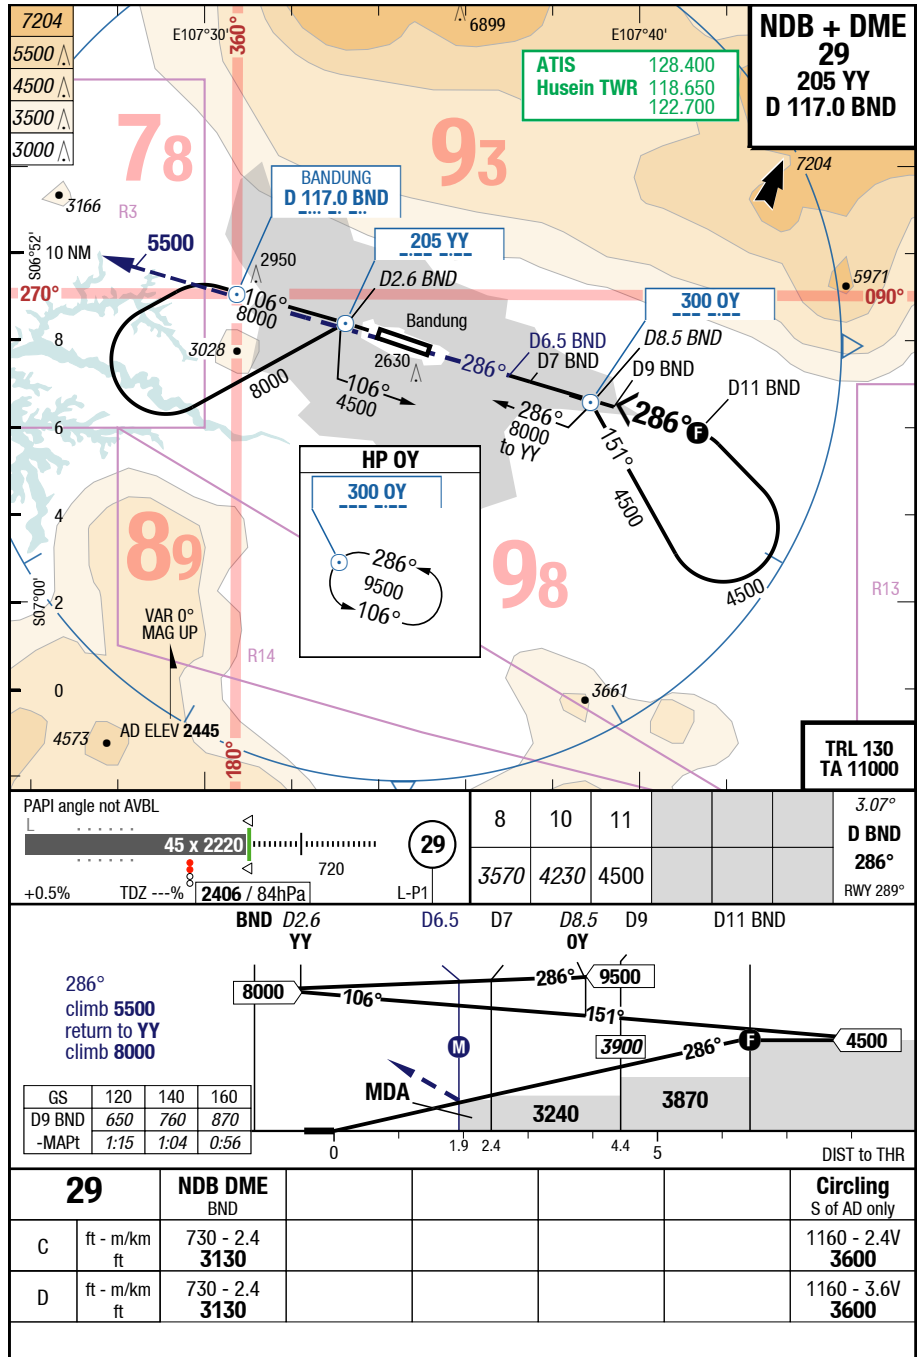 7204
5500
4500
3500
3000
E107°30'
360°
6899
E107°40'
NDB + DME
29
205 YY
D 117.0 BND
ATIS 128.400
Husein TWR 118.650
122.700
78
93
7204
3166
R3
BANDUNG
D 117.0 BND
S06°52'
10 NM
5500
2950
205 YY
D2.6 BND
5971
270°
090°
106°
8000
300 OY
Bandung
D6.5 BND
D8.5 BND
8
3028
2630
286°
D7 BND
D9 BND
8000
106°
4500
D11 BND
286°
8000
to YY
286°
F
6
151°
4500
HP OY
300 OY
4
89
286°
9500
106°
98
4500
R13
S07°00'
2
VAR 0°
MAG UP
R14
0
3661
4573
AD ELEV 2445
180°
TRL 130
TA 11000
PAPI angle not AVBL
L
45 x 2220
720
29
+0.5%
TDZ ---%
2406 / 84hPa
L-P1
8 10 11
3570 4230 4500
3.07°
D BND
286°
RWY 289°
BND D2.6 D6.5 D7 D8.5 D9 D11 BND
YY OY
286°
climb 5500
return to YY
climb 8000
8000
286°
9500
106°
151°
M
3900
286°
F
4500
MDA
3240
3870
GS 120 140 160
D9 BND 650 760 870
-MAPt 1:15 1:04 0:56
0 1.9 2.4 4.4 5 DIST to THR
29
NDB DME
BND
Circling
S of AD only
C
ft - m/km 730 - 2.4 1160 - 2.4V
ft 3130 3600
D
ft - m/km 730 - 2.4 1160 - 3.6V
ft 3130 3600